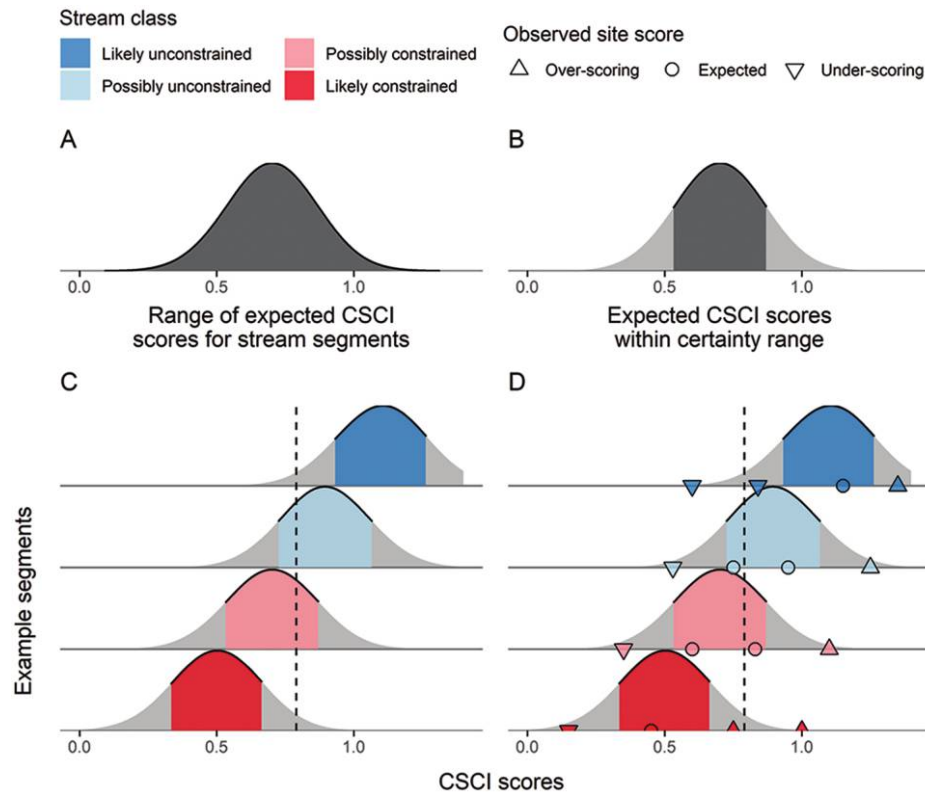 Stream class
Likely unconstrained
Possibly constrained
Possibly unconstrained
Likely constrained
Observed site score
Over-scoring
Expected
Under-scoring
A
B
0.0
0.5
1.0
0.0
0.5
1.0
Range of expected CSCI
scores for stream segments
Expected CSCI scores
within certainty range
C
D
Example segments
0.0
0.5
1.0
0.0
0.5
1.0
CSCI scores